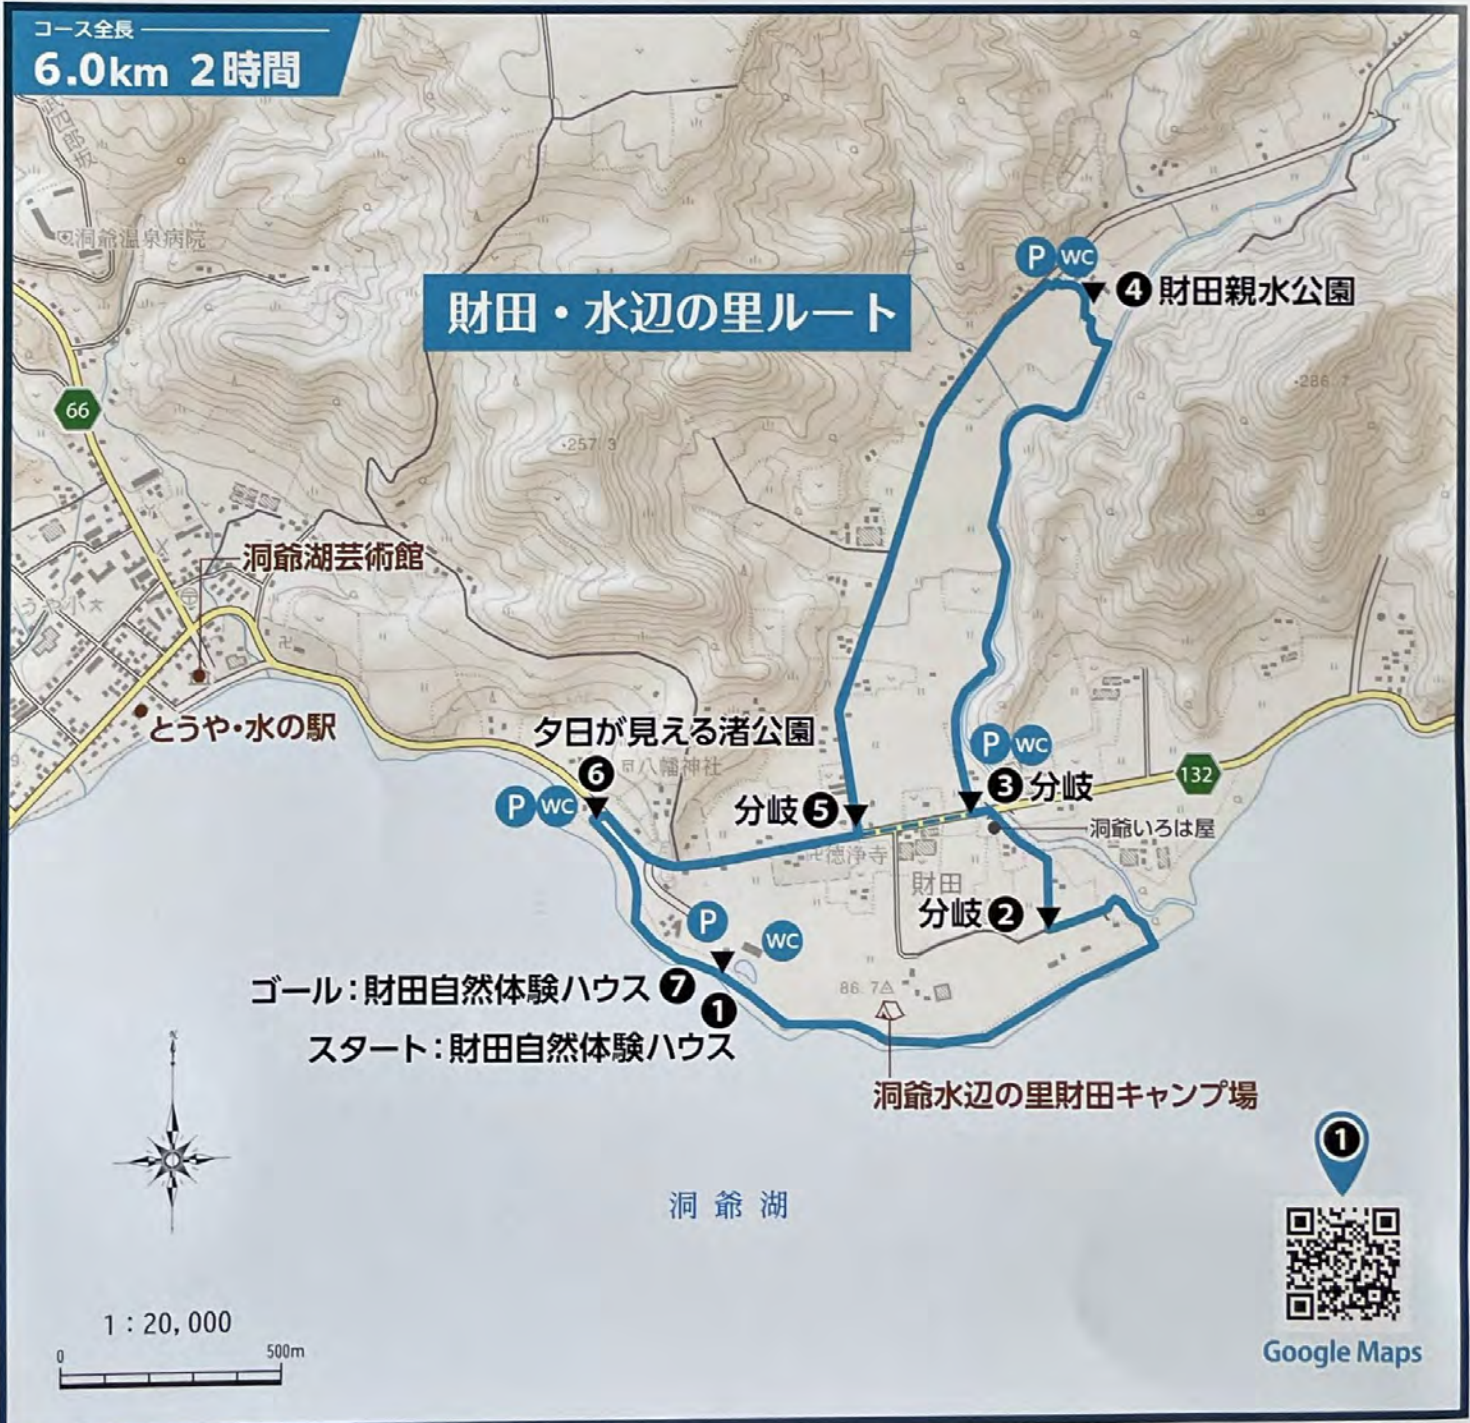 コース全長
6.0km 2時間
洞爺温泉病院
P WC
❹財田親水公園
財田・水辺の里ルート
・286.7
66
・257.3
洞爺湖芸術館
とうや・水の駅
夕日が見える渚公園
八幡神社
❻
P WC
P WC
❸分岐
132
分岐❺
洞爺いろは屋
徳浄寺
財田
分岐❷
P
WC
ゴール：財田自然体験ハウス❼
❶
スタート：財田自然体験ハウス
86.7
洞爺水辺の里財田キャンプ場
洞爺湖
❶
N
1：20,000
0 500m
Google Maps